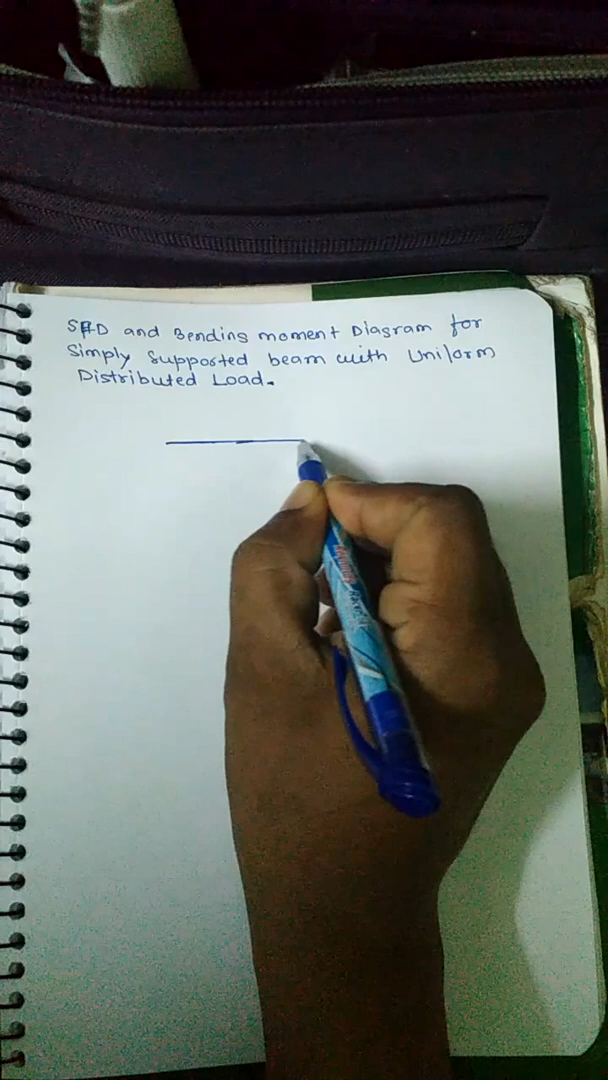 SFD and Bending moment Diagram for
Simply Supported beam with Uniform
Distributed Load.